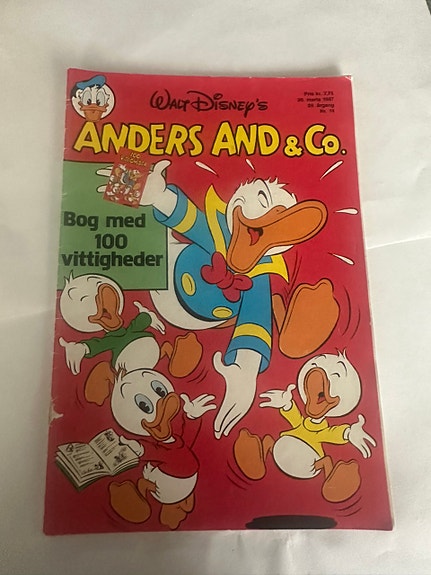 WALT DISNEY'S
ANDERS AND & CO.
Bog med
100
vittigheder